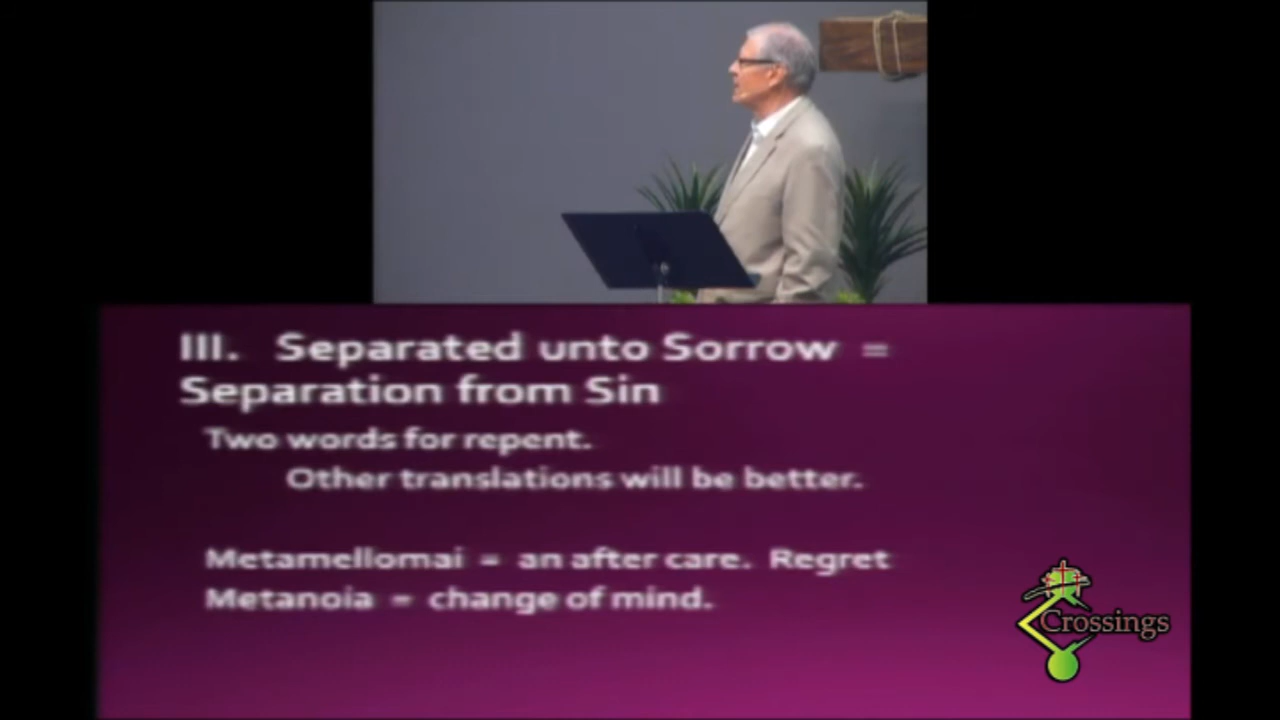 III. Separated unto Sorrow =
Separation from Sin
Two words for repent.
Other translations will be better.
Metamellomai = an after care. Regret
Metanoia = change of mind.
Crossings